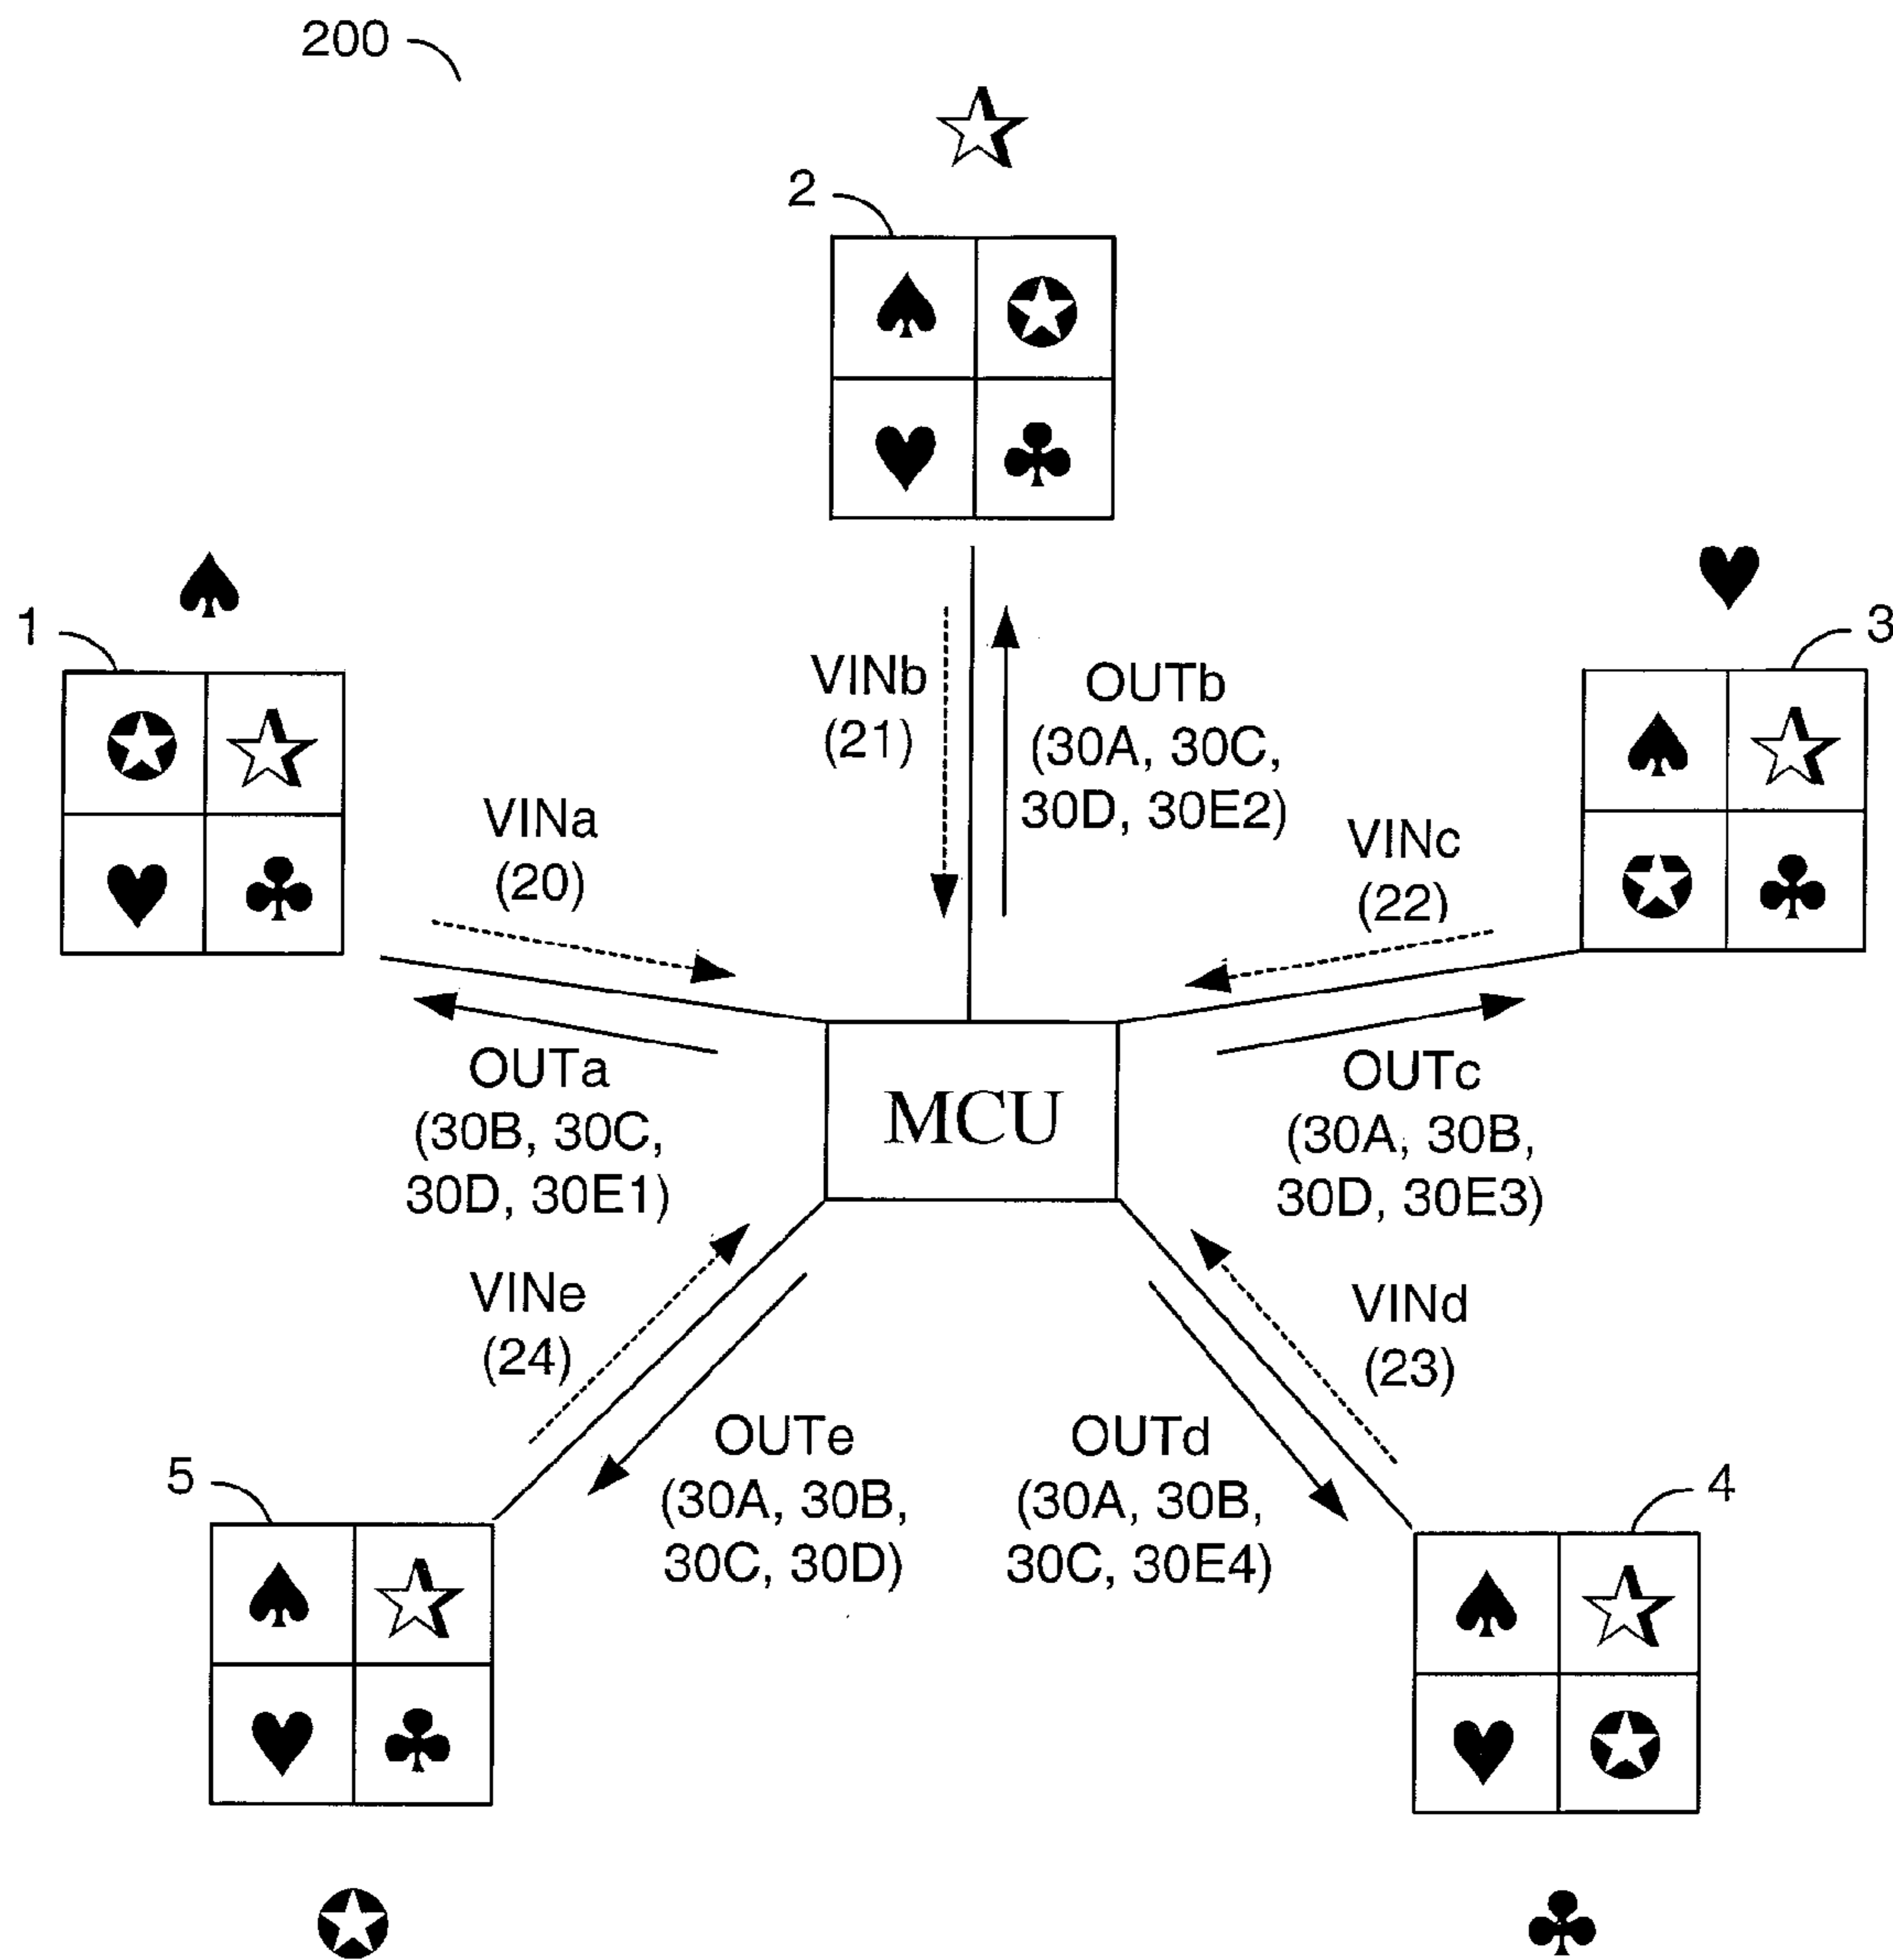 200
2
1
3
VINb
(21)
OUTb
(30A, 30C,
30D, 30E2)
VINa
(20)
VINc
(22)
OUTa
(30B, 30C,
30D, 30E1)
MCU
OUTc
(30A, 30B,
30D, 30E3)
VINe
(24)
VINd
(23)
5
OUTe
(30A, 30B,
30C, 30D)
OUTd
(30A, 30B,
30C, 30E4)
4